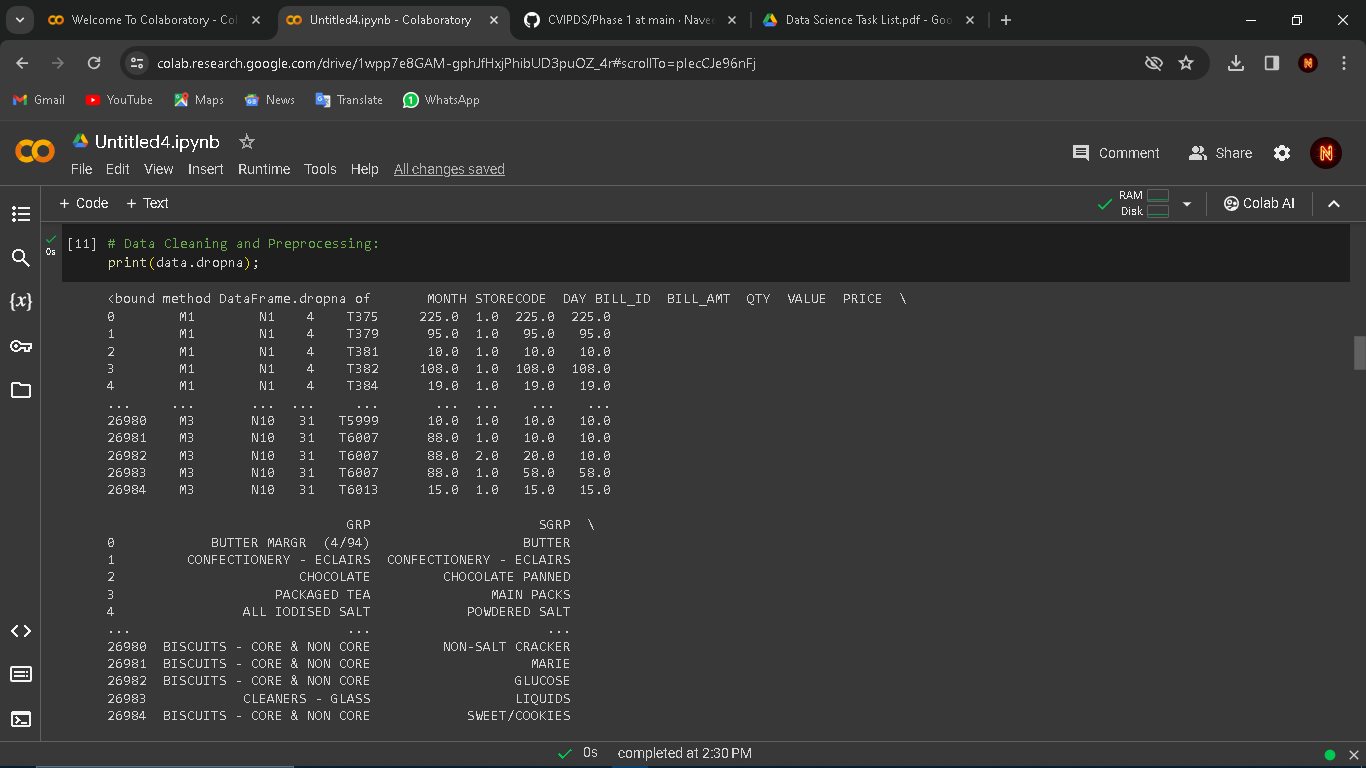 Welcome To Colaboratory - Col
Untitled4.ipynb - Colaboratory
CVIPDS/Phase 1 at main · Navee
Data Science Task List.pdf - Goo
colab.research.google.com/drive/1wpp7e8GAM-gphJfHxjPhibUD3puOZ_4r#scrollTo=pIecCJe96nFj
Gmail YouTube Maps News Translate WhatsApp
Untitled4.ipynb
Comment Share
File Edit View Insert Runtime Tools Help All changes saved
+ Code + Text
RAM
Disk
Colab AI
[11] # Data Cleaning and Preprocessing:
0s
print(data.dropna);
<bound method DataFrame.dropna of MONTH STORECODE DAY BILL_ID BILL_AMT QTY VALUE PRICE \
0 M1 N1 4 T375 225.0 1.0 225.0 225.0
1 M1 N1 4 T379 95.0 1.0 95.0 95.0
2 M1 N1 4 T381 10.0 1.0 10.0 10.0
3 M1 N1 4 T382 108.0 1.0 108.0 108.0
4 M1 N1 4 T384 19.0 1.0 19.0 19.0
... ... ... ... ... ... ... ... ...
26980 M3 N10 31 T5999 10.0 1.0 10.0 10.0
26981 M3 N10 31 T6007 88.0 1.0 10.0 10.0
26982 M3 N10 31 T6007 88.0 2.0 20.0 10.0
26983 M3 N10 31 T6007 88.0 1.0 58.0 58.0
26984 M3 N10 31 T6013 15.0 1.0 15.0 15.0
GRP SGRP \
0 BUTTER MARGR (4/94) BUTTER
1 CONFECTIONERY - ECLAIRS CONFECTIONERY - ECLAIRS
2 CHOCOLATE CHOCOLATE PANNED
3 PACKAGED TEA MAIN PACKS
4 ALL IODISED SALT POWDERED SALT
... ... ...
26980 BISCUITS - CORE & NON CORE NON-SALT CRACKER
26981 BISCUITS - CORE & NON CORE MARIE
26982 BISCUITS - CORE & NON CORE GLUCOSE
26983 CLEANERS - GLASS LIQUIDS
26984 BISCUITS - CORE & NON CORE SWEET/COOKIES
0s completed at 2:30 PM